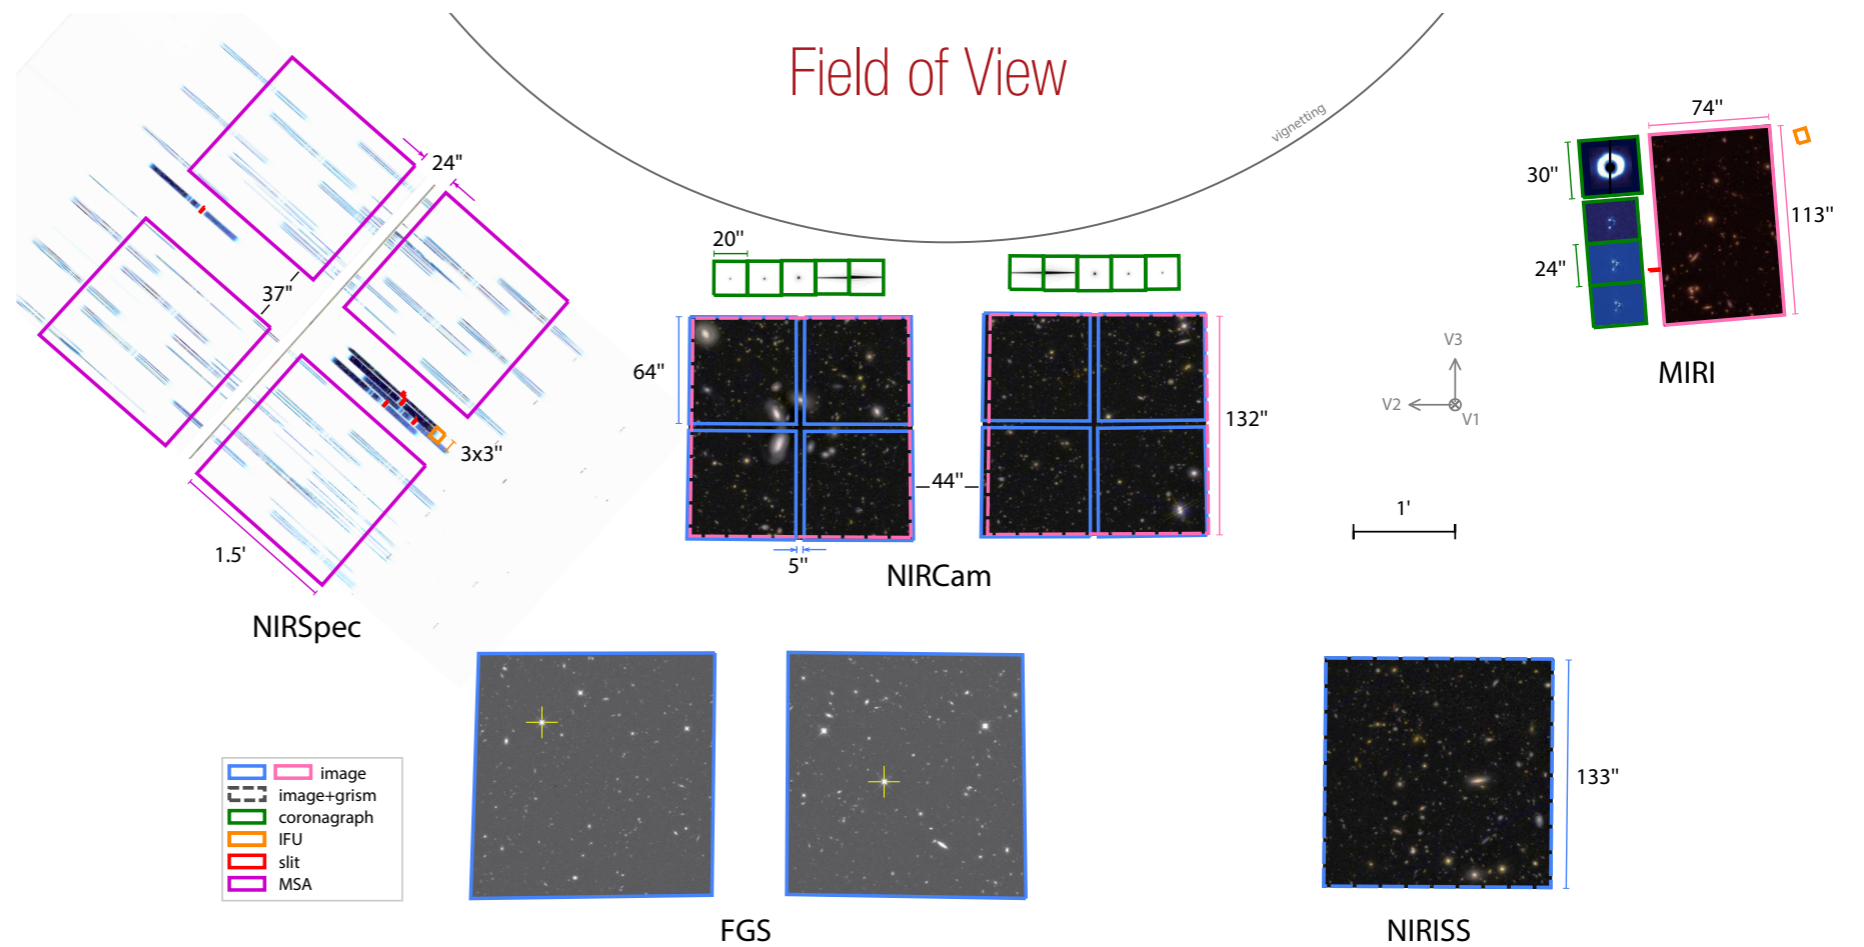 Field of View
vignetting
24"
37"
3x3"
1.5'
NIRSpec
20"
64"
132"
44"
5"
NIRCam
74"
30"
113"
24"
MIRI
V3
V2
V1
1'
image
image+grism
coronagraph
IFU
slit
MSA
FGS
133"
NIRISS